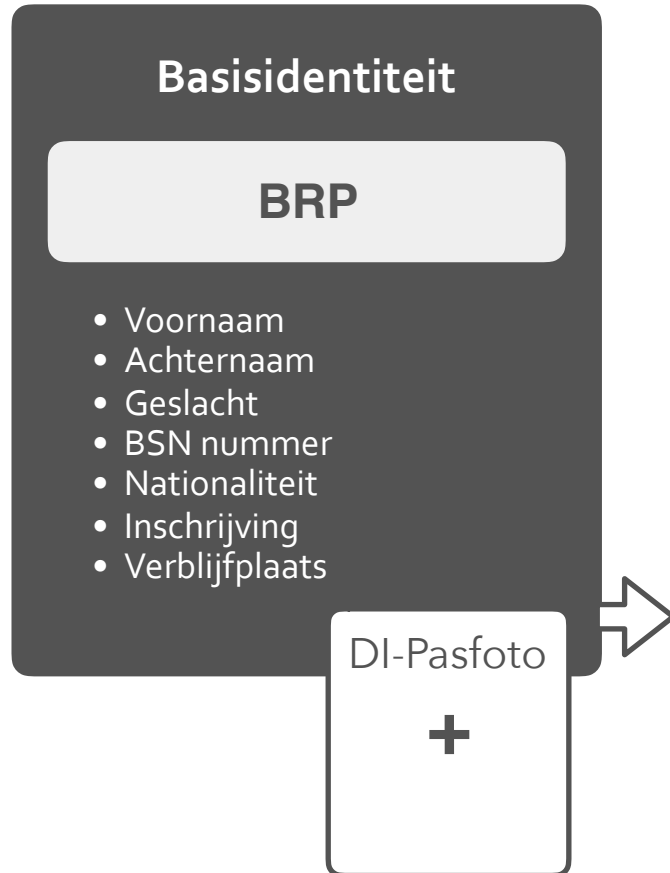 Basisidentiteit
BRP
• Voornaam
• Achternaam
• Geslacht
• BSN nummer
• Nationaliteit
• Inschrijving
• Verblijfplaats
DI-Pasfoto
+